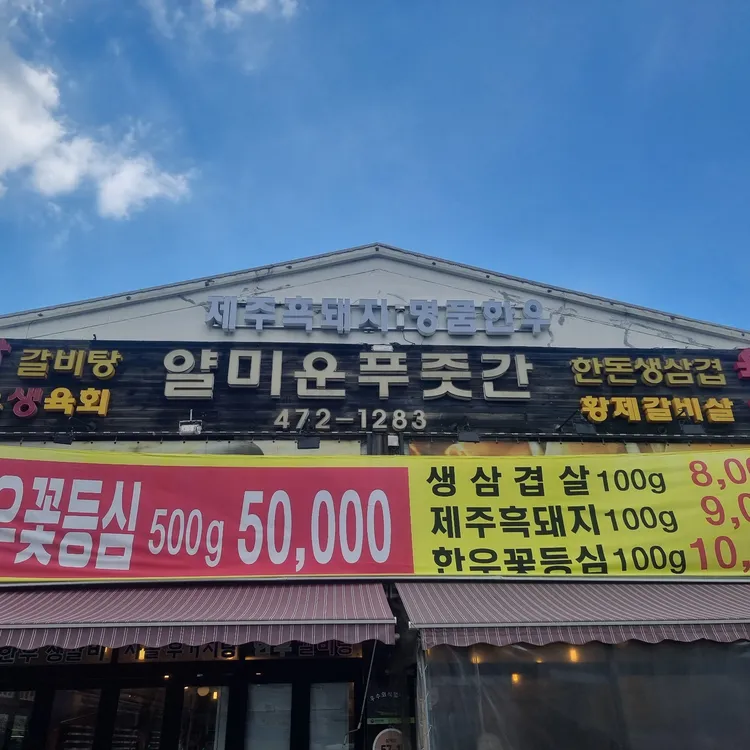 제주흑돼지·명품한우
갈비탕
생육회
얄미운푸줏간
472-1283
한돈생삼겹
황제갈비살
우꽃등심 500g 50,000
생삼겹살 100g 8,0
제주흑돼지 100g 9,0
한우꽃등심 100g 10,